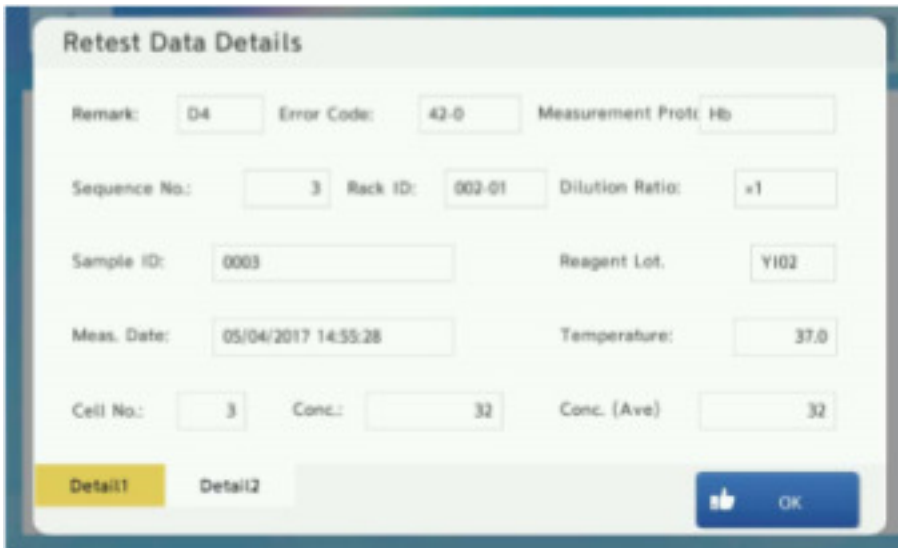 Retest Data Details
Remark: D4 Error Code: 42-0 Measurement Protc Hb
Sequence No.: 3 Rack ID: 002-01 Dilution Ratio: ×1
Sample ID: 0003 Reagent Lot. YI02
Meas. Date: 05/04/2017 14:55:28 Temperature: 37.0
Cell No.: 3 Conc.: 32 Conc. (Ave) 32
Detail1 Detail2 OK